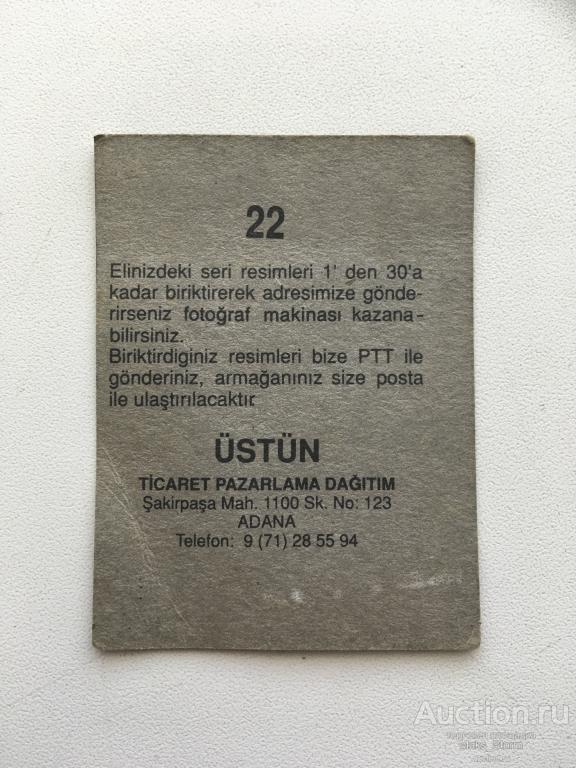 22
Elinizdeki seri resimleri 1' den 30'a
kadar biriktirerek adresimize gönde-
rirseniz fotoğraf makinası kazana-
bilirsiniz.
Biriktirdiginiz resimleri bize PTT ile
gönderiniz, armağanınız size posta
ile ulaştırılacaktır
ÜSTÜN
TİCARET PAZARLAMA DAĞITIM
Şakirpaşa Mah. 1100 Sk. No: 123
ADANA
Telefon: 9 (71) 28 55 94
Auction.ru